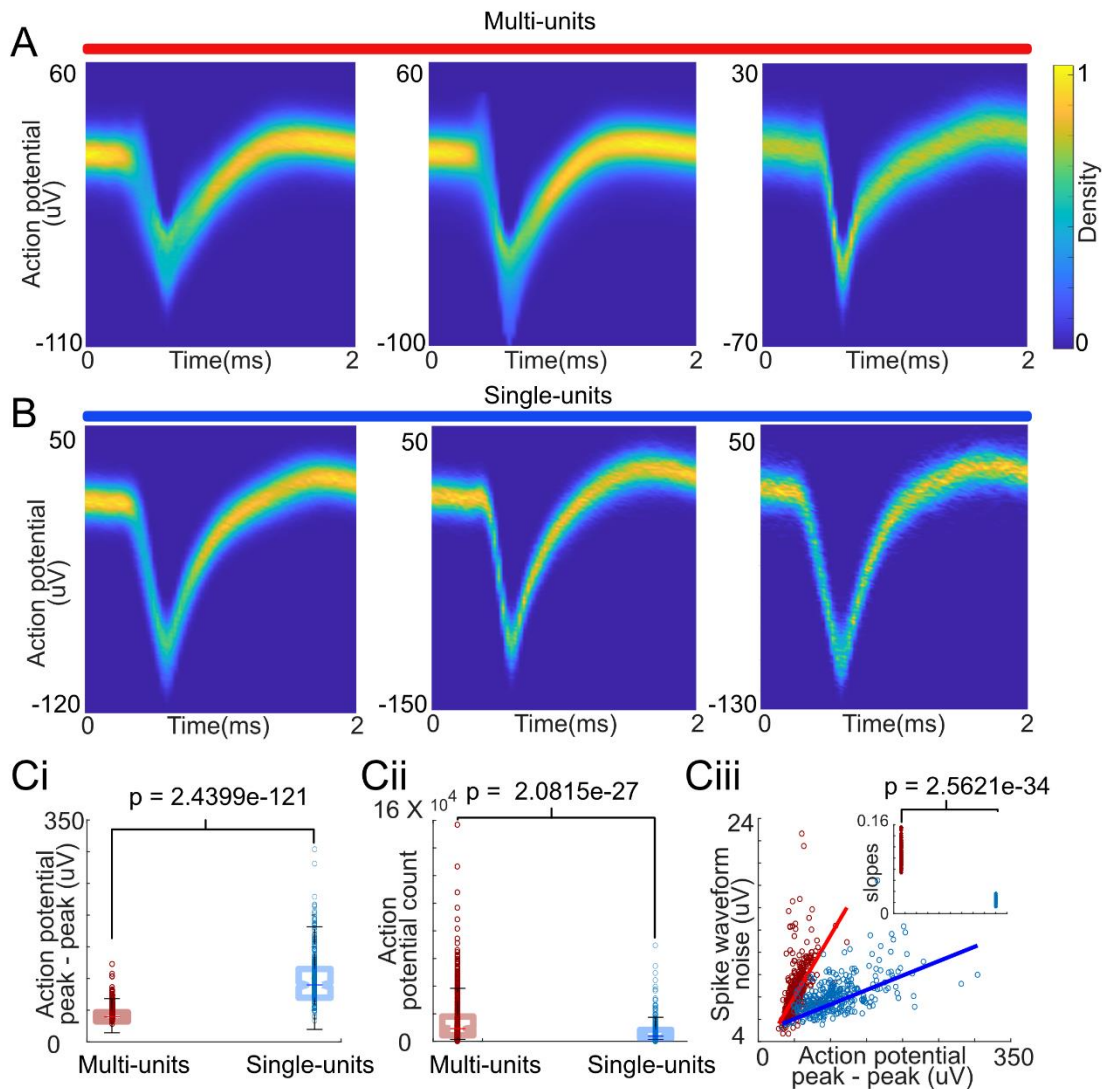 A
Multi-units
60
60
30
1
Action potential
(uV)
Density
-110
-100
-70
0
0 Time(ms) 2
0 Time(ms) 2
0 Time(ms) 2
B
Single-units
50
50
50
Action potential
(uV)
-120
-150
-130
0 Time(ms) 2
0 Time(ms) 2
0 Time(ms) 2
Ci
p = 2.4399e-121
350
Action potential
peak - peak (uV)
0
Multi-units Single-units
Cii
16 X 10^4
p = 2.0815e-27
Action
potential count
0
Multi-units Single-units
Ciii
p = 2.5621e-34
24
0.16
slopes
0
Spike waveform
noise (uV)
4
0 Action potential 350
peak - peak (uV)